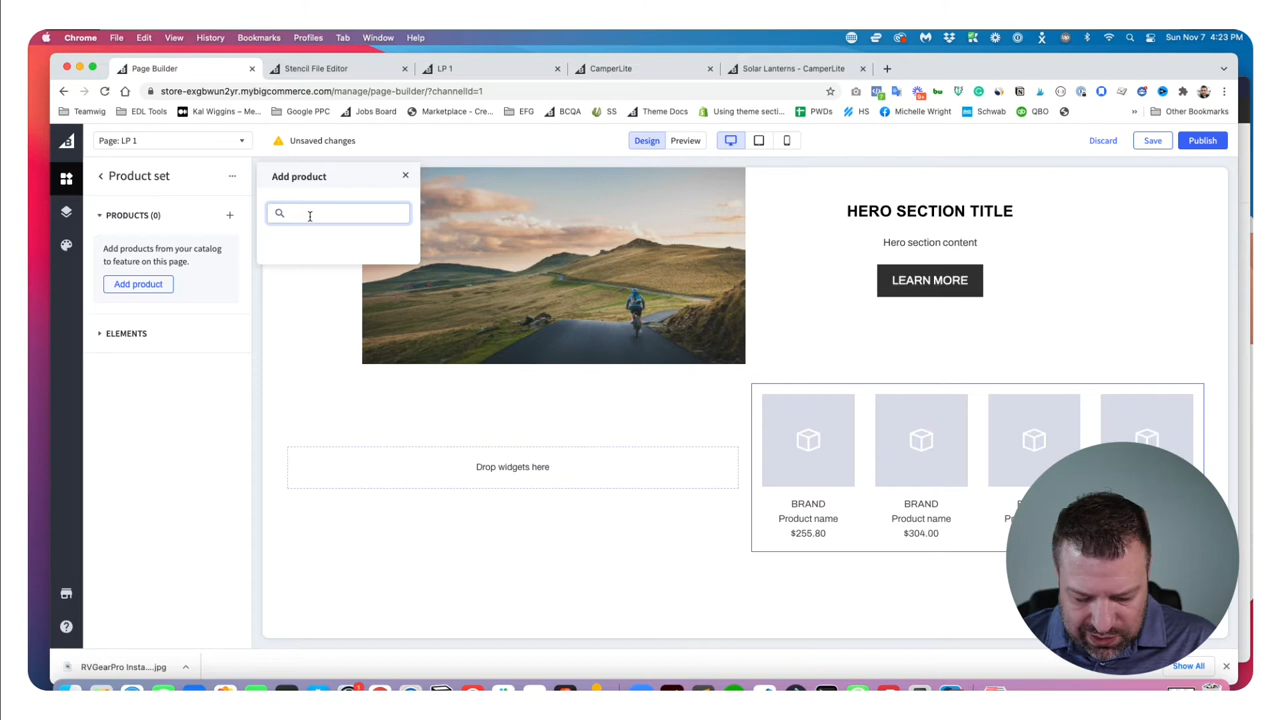 Chrome File Edit View History Bookmarks Profiles Tab Window Help Sun Nov 7 4:23 PM
Page Builder Stencil File Editor LP 1 CamperLite Solar Lanterns - CamperLite
store-exgbwun2yr.mybigcommerce.com/manage/page-builder/?channelId=1
Teamwig EDL Tools Kal Wiggins – Me... Google PPC Jobs Board Marketplace - Cre... EFG BCQA SS Theme Docs Using theme secti... PWDs HS Michelle Wright Pixc Schwab QBO Other Bookmarks
Page: LP 1 Unsaved changes Design Preview Discard Save Publish
Product set
Add product
PRODUCTS (0)
Add products from your catalog
to feature on this page.
Add product
ELEMENTS
HERO SECTION TITLE
Hero section content
LEARN MORE
Drop widgets here
BRAND BRAND
Product name Product name
$255.80 $304.00
RVGearPro Insta....jpg Show All